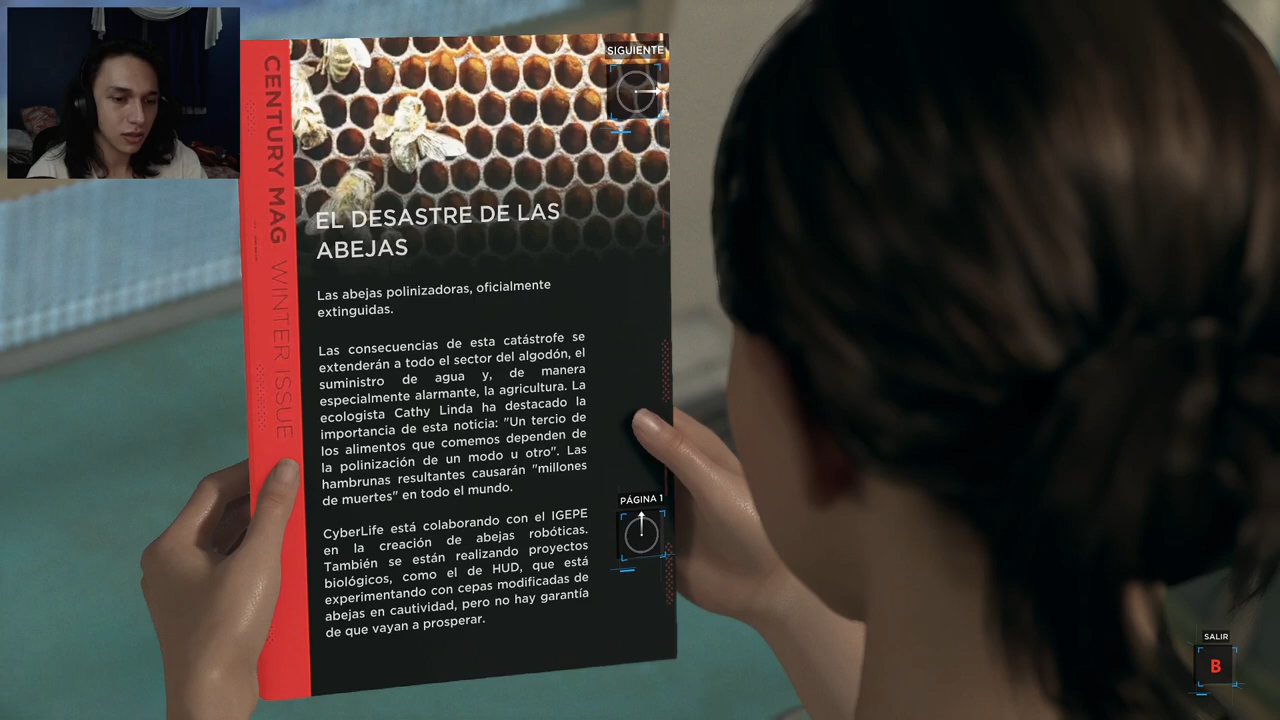 CENTURY MAG WINTER ISSUE
SIGUIENTE
EL DESASTRE DE LAS
ABEJAS
Las abejas polinizadoras, oficialmente
extinguidas.
Las consecuencias de esta catástrofe se
extenderán a todo el sector del algodón, el
suministro de agua y, de manera
especialmente alarmante, la agricultura. La
ecologista Cathy Linda ha destacado la
importancia de esta noticia: "Un tercio de
los alimentos que comemos dependen de
la polinización de un modo u otro". Las
hambrunas resultantes causarán "millones
de muertes" en todo el mundo.
PÁGINA 1
CyberLife está colaborando con el IGEPE
en la creación de abejas robóticas.
También se están realizando proyectos
biológicos, como el de HUD, que está
experimentando con cepas modificadas de
abejas en cautividad, pero no hay garantía
de que vayan a prosperar.
SALIR
B